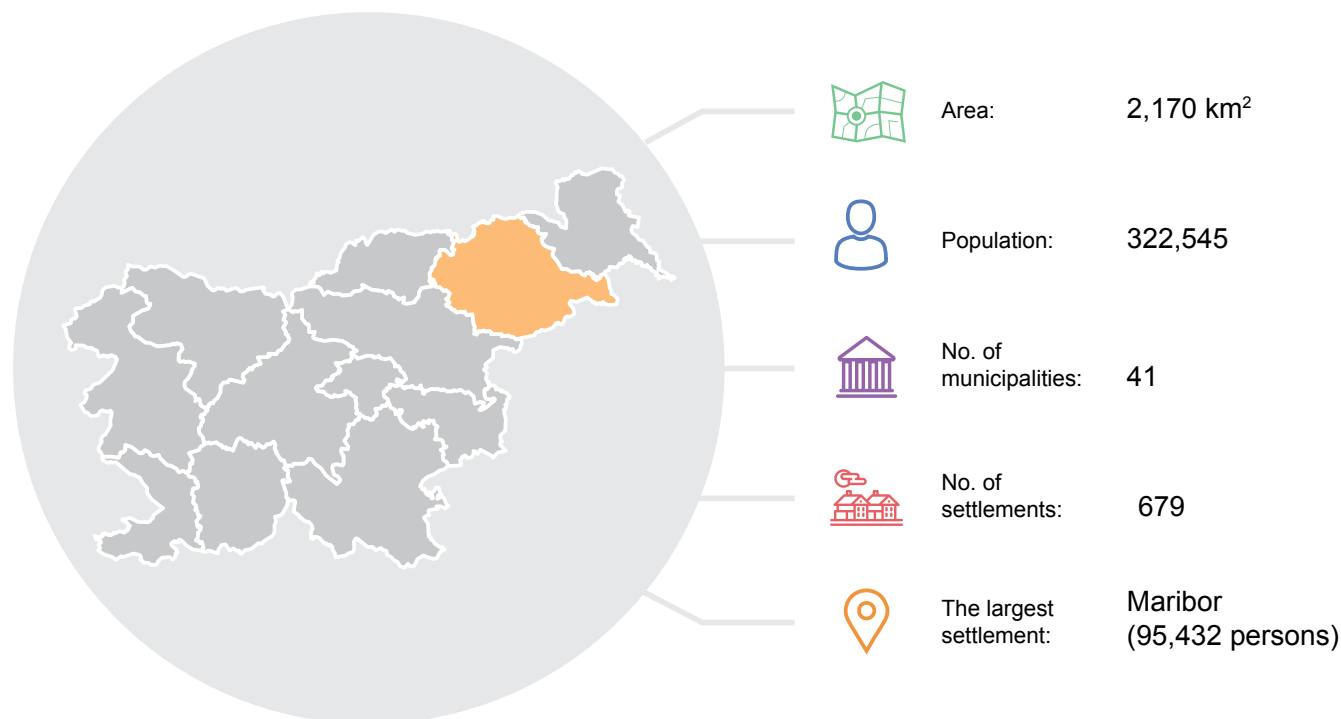 Area: 2,170 km²
Population: 322,545
No. of
municipalities: 41
No. of
settlements: 679
The largest
settlement:
Maribor
(95,432 persons)